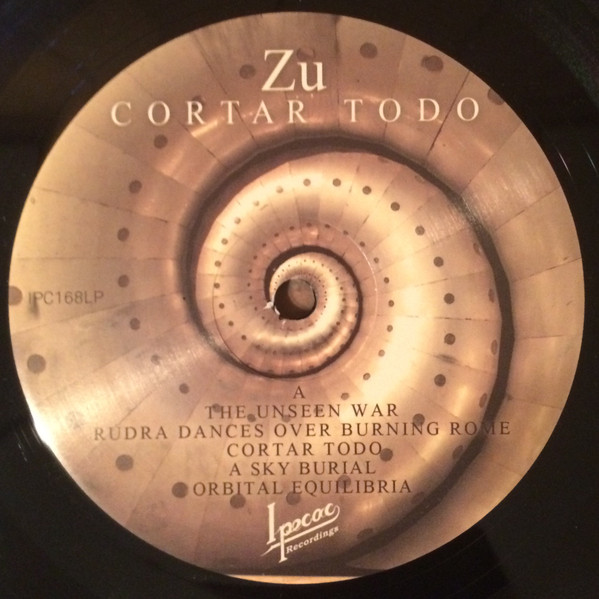 Zu
CORTAR TODO
IPC168LP
A
THE UNSEEN WAR
RUDRA DANCES OVER BURNING ROME
CORTAR TODO
A SKY BURIAL
ORBITAL EQUILIBRIA
Ipecac
Recordings